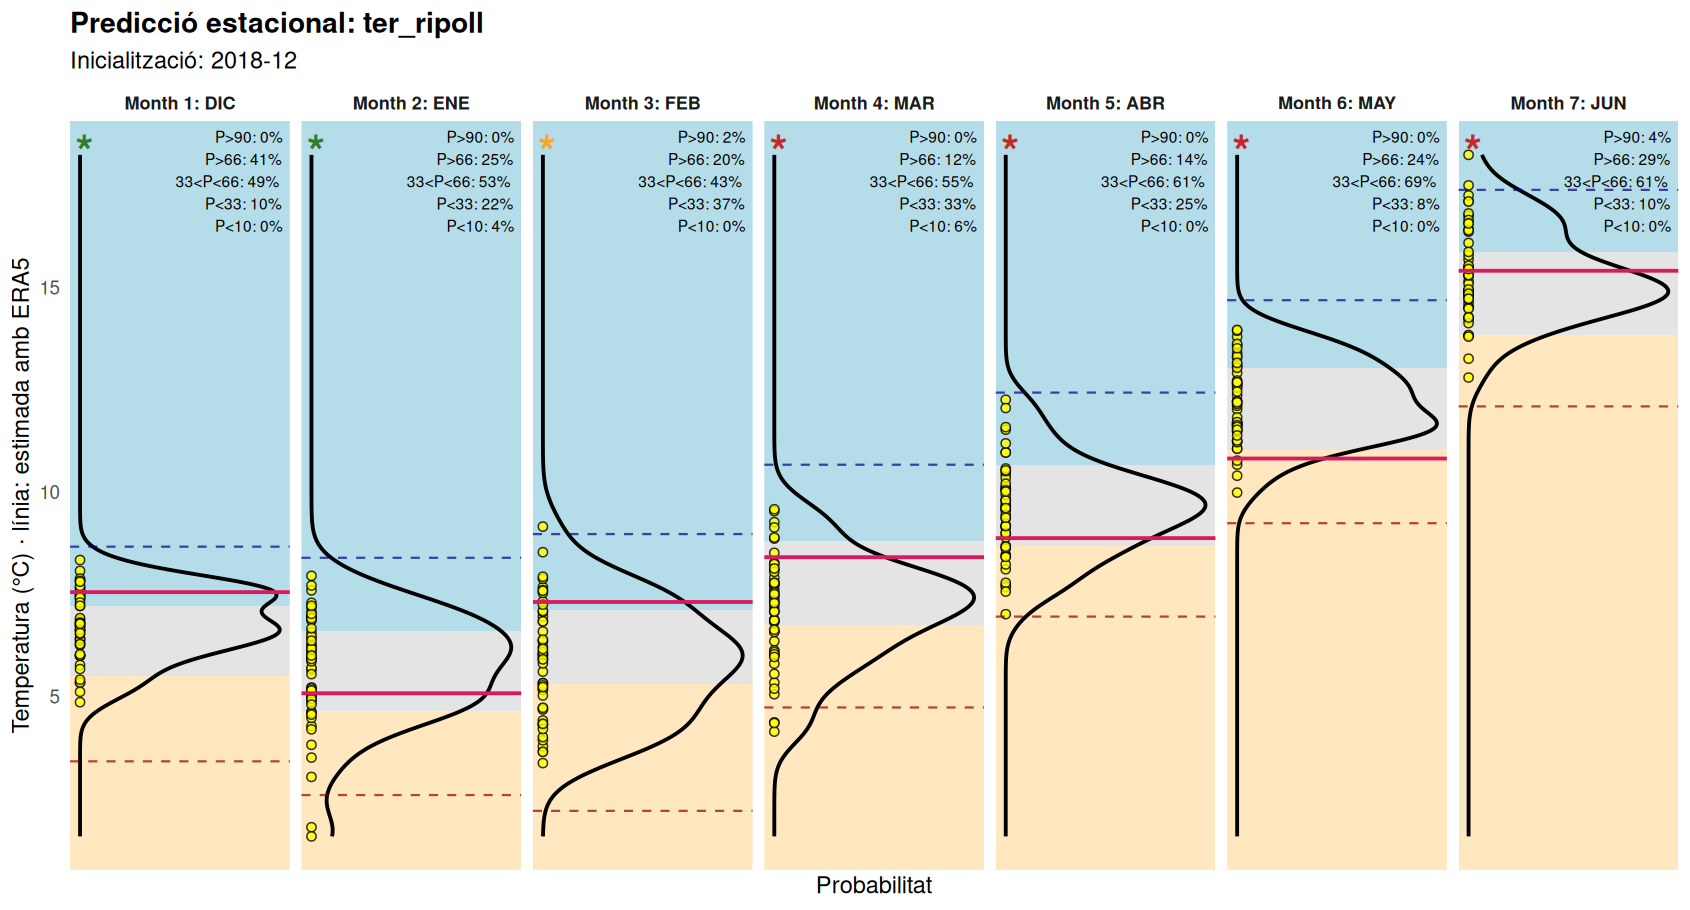 Predicció estacional: ter_ripoll
Inicialització: 2018-12
Month 1: DIC
Month 2: ENE
Month 3: FEB
Month 4: MAR
Month 5: ABR
Month 6: MAY
Month 7: JUN
*
P>90: 0%
P>66: 41%
33<P<66: 49%
P<33: 10%
P<10: 0%
*
P>90: 0%
P>66: 25%
33<P<66: 53%
P<33: 22%
P<10: 4%
*
P>90: 2%
P>66: 20%
33<P<66: 43%
P<33: 37%
P<10: 0%
*
P>90: 0%
P>66: 12%
33<P<66: 55%
P<33: 33%
P<10: 6%
*
P>90: 0%
P>66: 14%
33<P<66: 61%
P<33: 25%
P<10: 0%
*
P>90: 0%
P>66: 24%
33<P<66: 69%
P<33: 8%
P<10: 0%
*
P>90: 4%
P>66: 29%
33<P<66: 61%
P<33: 10%
P<10: 0%
Temperatura (°C) · línia: estimada amb ERA5
15
10
5
Probabilitat